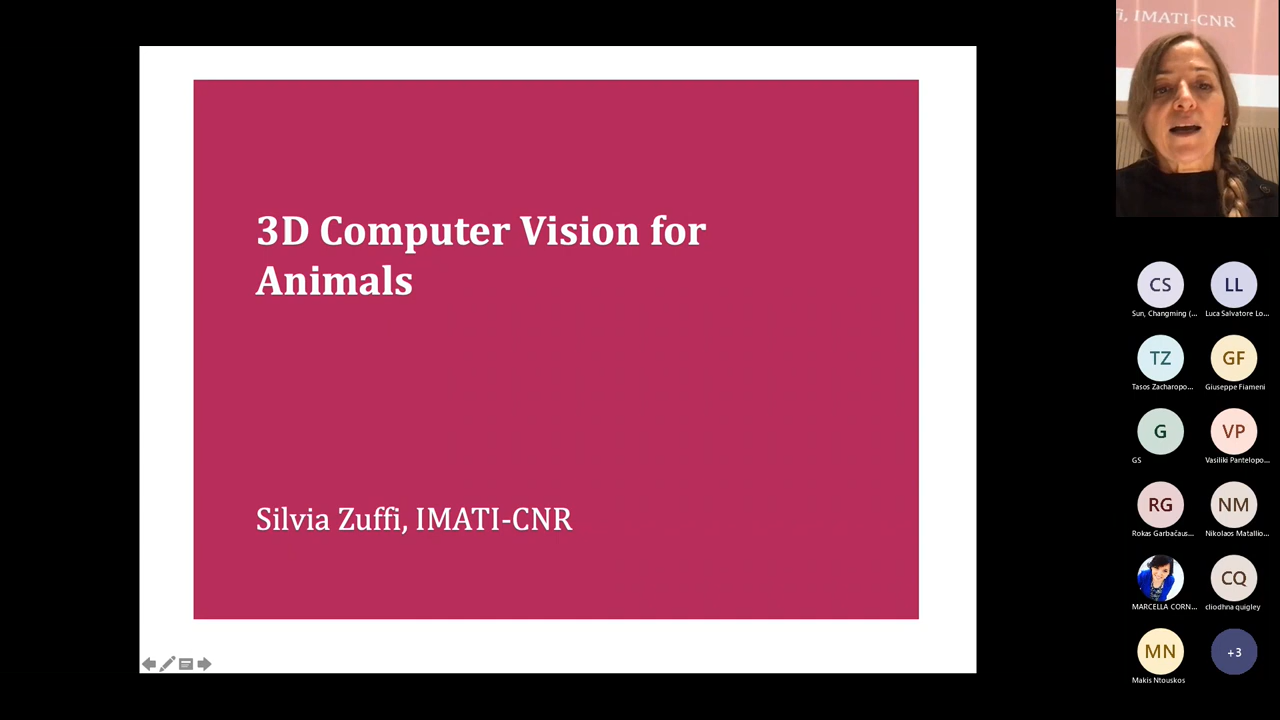 3D Computer Vision for
Animals
Silvia Zuffi, IMATI-CNR
fi, IMATI-CNR
CS
LL
Sun, Changming (...
Luca Salvatore Lo...
TZ
GF
Tasos Zacharopo...
Giuseppe Fiameni
G
VP
GS
Vasiliki Pantelopo...
RG
NM
Rokas Garbačaus...
Nikolaos Matallio...
CQ
MARCELLA CORN...
cliodhna quigley
MN
+3
Makis Ntouskos